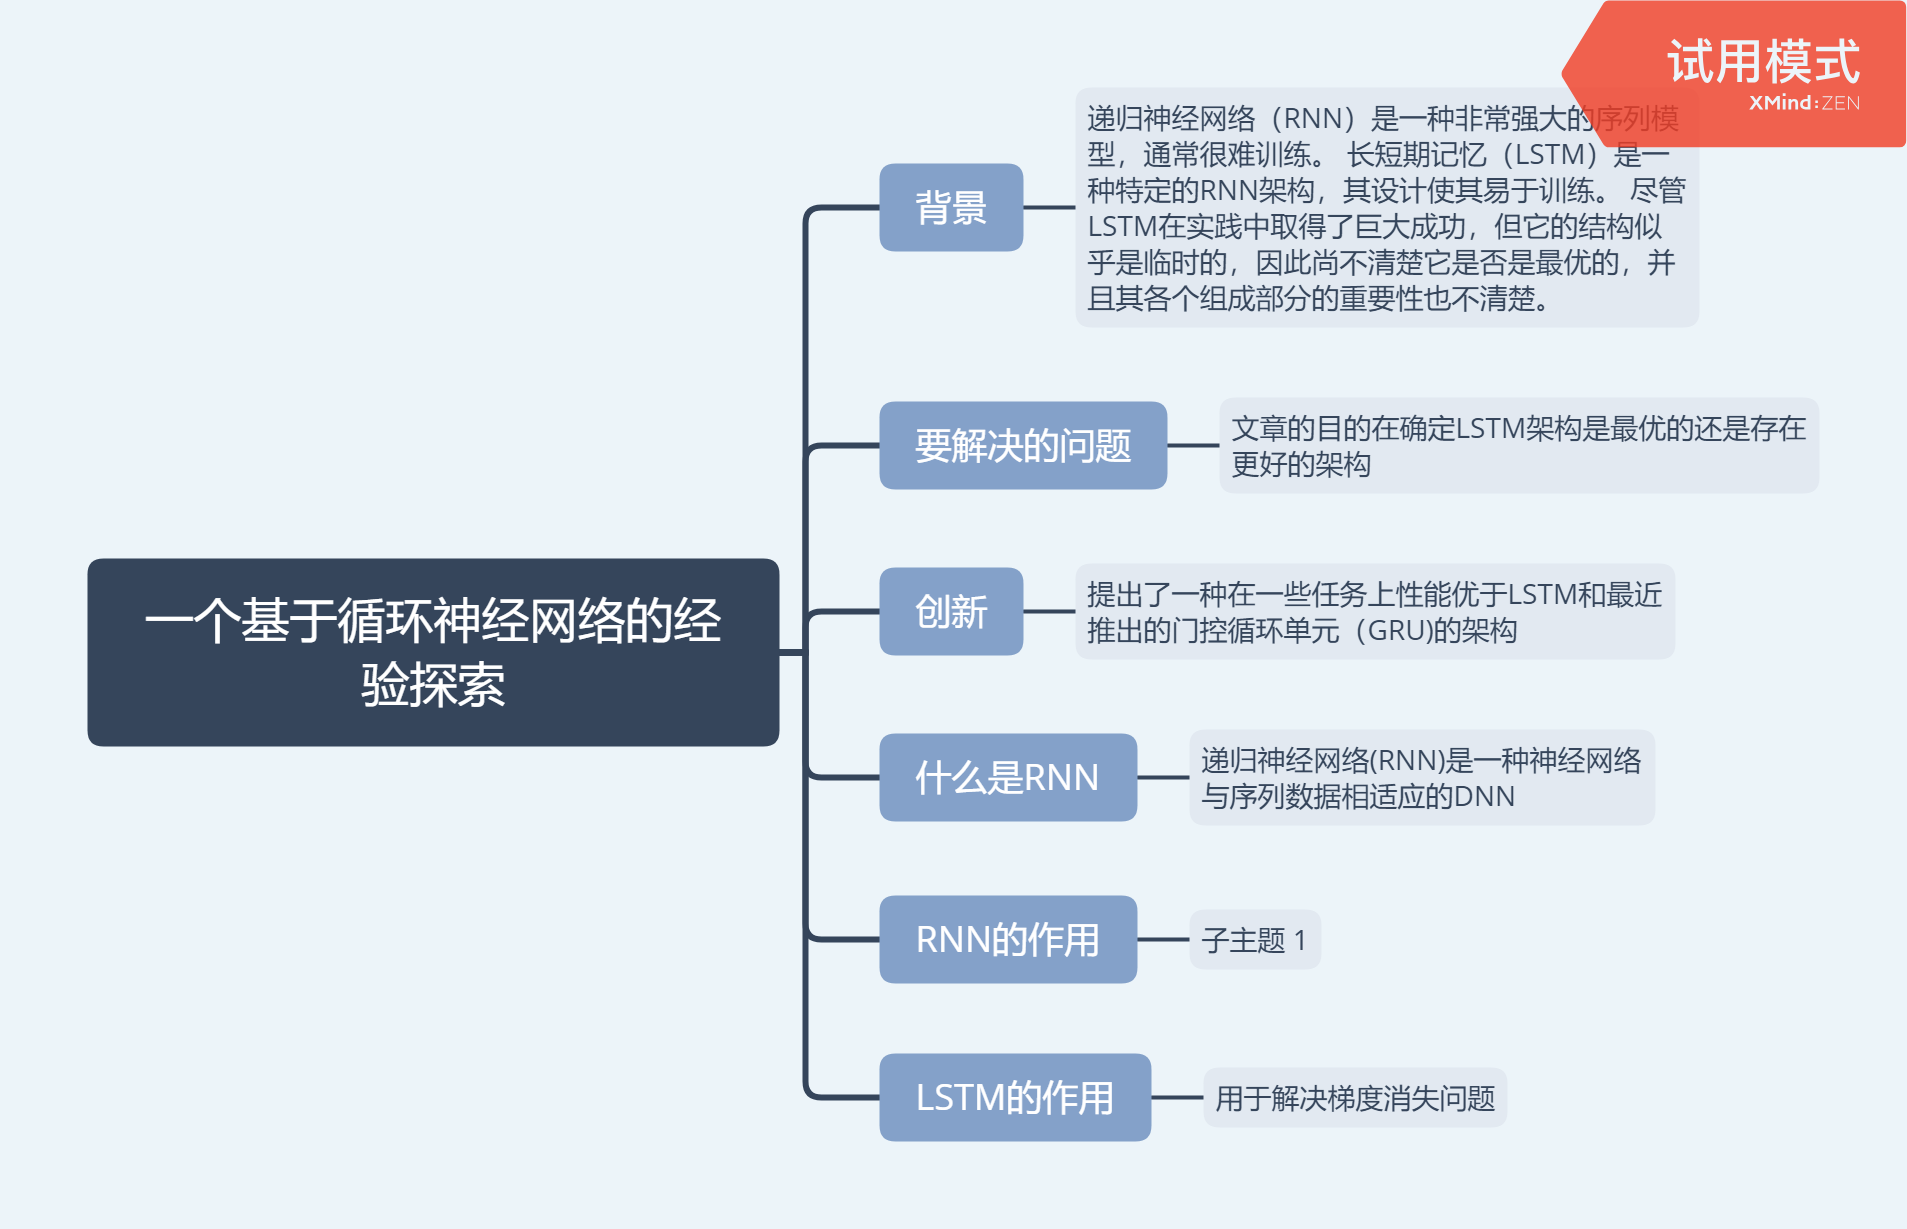 试用模式
XMind:ZEN
递归神经网络（RNN）是一种非常强大的序列模
型，通常很难训练。 长短期记忆（LSTM）是一
种特定的RNN架构，其设计使其易于训练。 尽管
LSTM在实践中取得了巨大成功，但它的结构似
乎是临时的，因此尚不清楚它是否是最优的，并
且其各个组成部分的重要性也不清楚。
背景
要解决的问题
文章的目的在确定LSTM架构是最优的还是存在
更好的架构
创新
提出了一种在一些任务上性能优于LSTM和最近
推出的门控循环单元（GRU)的架构
一个基于循环神经网络的经
验探索
什么是RNN
递归神经网络(RNN)是一种神经网络
与序列数据相适应的DNN
RNN的作用
子主题 1
LSTM的作用
用于解决梯度消失问题